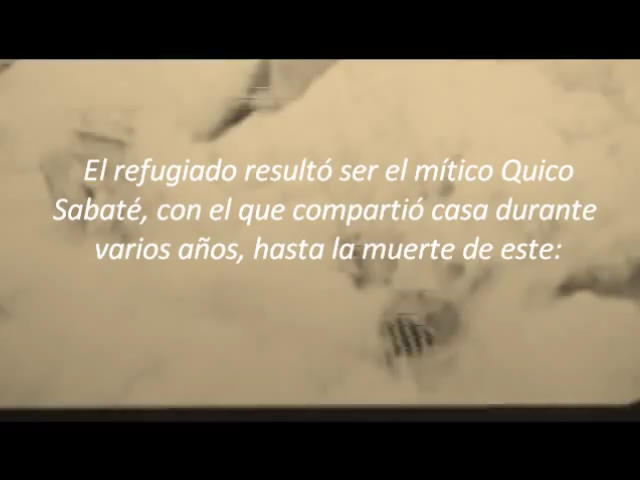 El refugiado resultó ser el mítico Quico
Sabaté, con el que compartió casa durante
varios años, hasta la muerte de este: